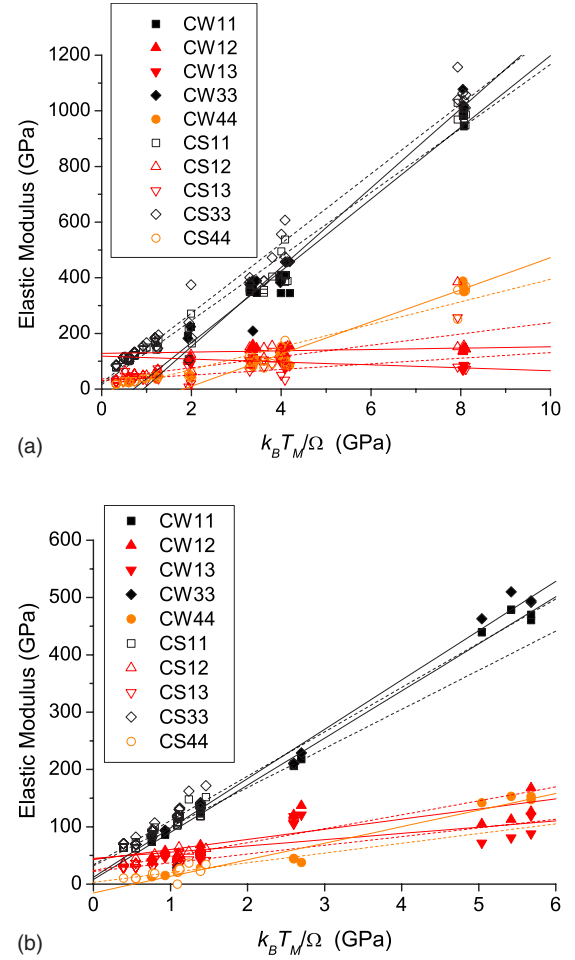 CW11
CW12
CW13
CW33
CW44
CS11
CS12
CS13
CS33
CS44
1200
1000
800
600
400
200
0
Elastic Modulus (GPa)
0 2 4 6 8 10
k_BT_M/Ω (GPa)
(a)
CW11
CW12
CW13
CW33
CW44
CS11
CS12
CS13
CS33
CS44
600
500
400
300
200
100
0
Elastic Modulus (GPa)
0 1 2 3 4 5 6
k_BT_M/Ω (GPa)
(b)